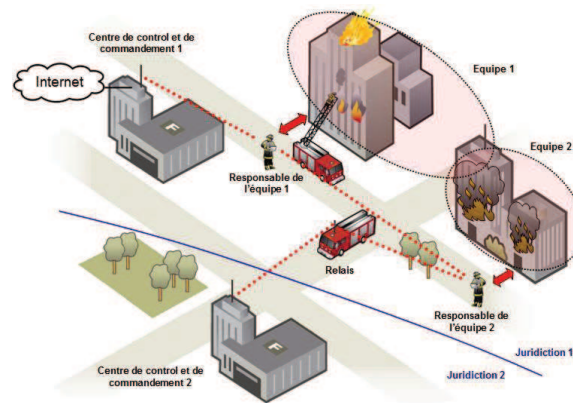 Centre de control et de
commandement 1
Internet
Equipe 1
Equipe 2
F
Responsable de
l'équipe 1
Relais
Responsable de
l'équipe 2
F
Centre de control et de
commandement 2
Juridiction 1
Juridiction 2